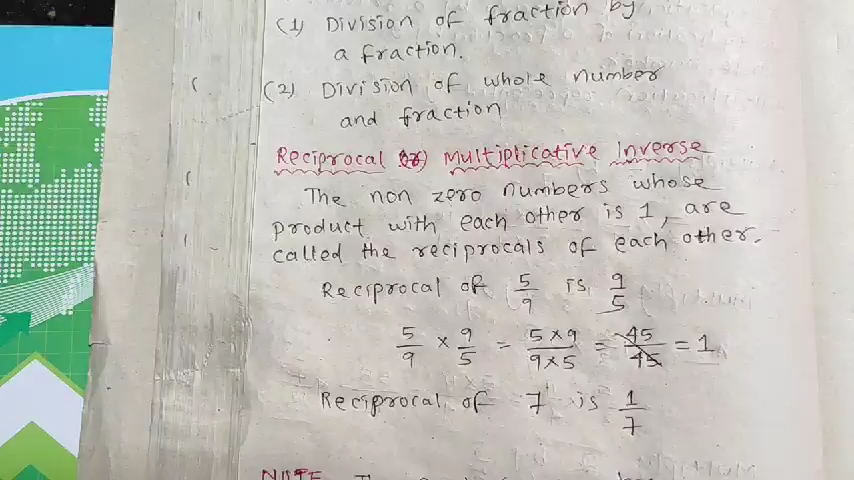 (1) Division of fraction by
a fraction.
(2) Division of whole number
and fraction
Reciprocal (or) Multiplicative Inverse
The non zero numbers whose
product with each other is 1, are
called the reciprocals of each other.
Reciprocal of 5/9 is 9/5
5/9 × 9/5 = 5×9/9×5 = 45/45 = 1
Reciprocal of 7 is 1/7
NOTE